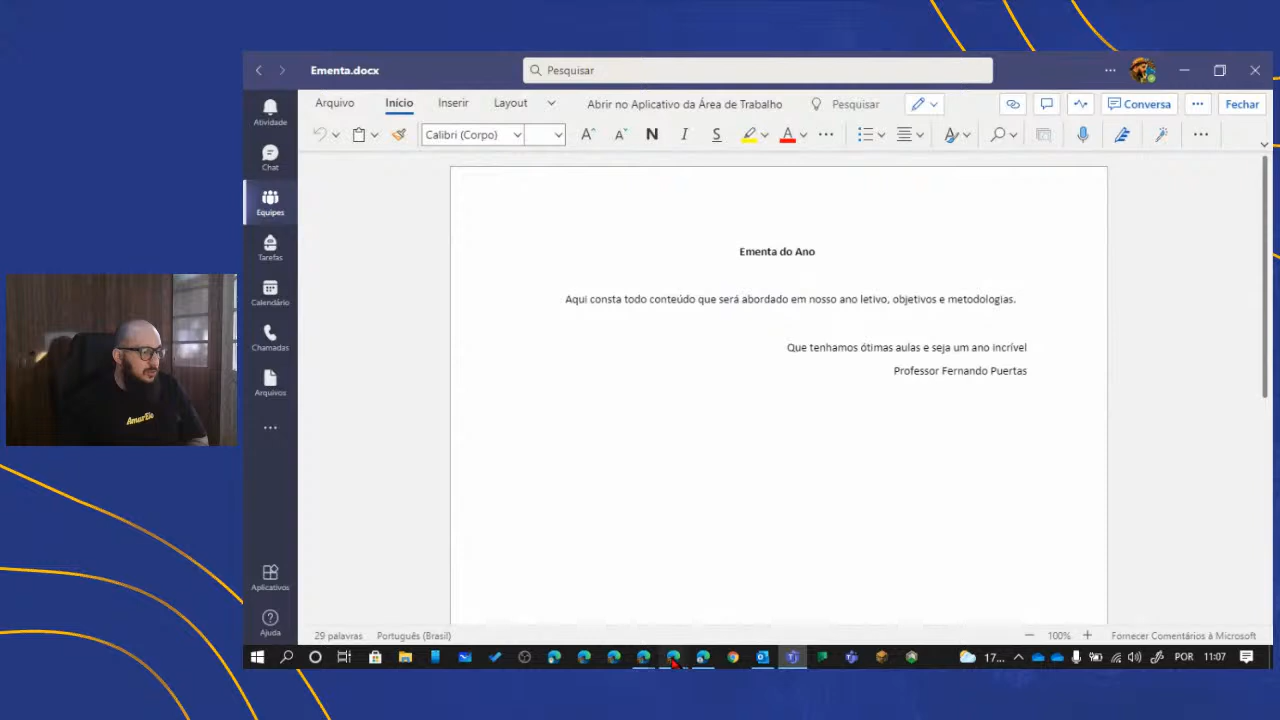 Ementa.docx
Pesquisar
Arquivo Início Inserir Layout Abrir no Aplicativo da Área de Trabalho Pesquisar Conversa Fechar
Calibri (Corpo) N I S A
Atividade
Chat
Equipes
Tarefas
Calendário
Chamadas
Arquivos
Aplicativos
Ajuda
Ementa do Ano
Aqui consta todo conteúdo que será abordado em nosso ano letivo, objetivos e metodologias.
Que tenhamos ótimas aulas e seja um ano incrível
Professor Fernando Puertas
29 palavras Português (Brasil) 100% Fornecer Comentários à Microsoft
17... POR 11:07